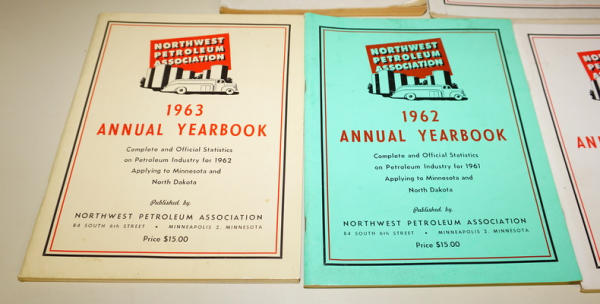 NORTHWEST
PETROLEUM
ASSOCIATION
1963
ANNUAL YEARBOOK
Complete and Official Statistics
on Petroleum Industry for 1962
Applying to Minnesota and
North Dakota
Published by
NORTHWEST PETROLEUM ASSOCIATION
84 SOUTH 6th STREET • MINNEAPOLIS 2, MINNESOTA
Price $15.00
NORTHWEST
PETROLEUM
ASSOCIATION
1962
ANNUAL YEARBOOK
Complete and Official Statistics
on Petroleum Industry for 1961
Applying to Minnesota and
North Dakota
Published by
NORTHWEST PETROLEUM ASSOCIATION
84 SOUTH 6th STREET • MINNEAPOLIS 2, MINNESOTA
Price $15.00